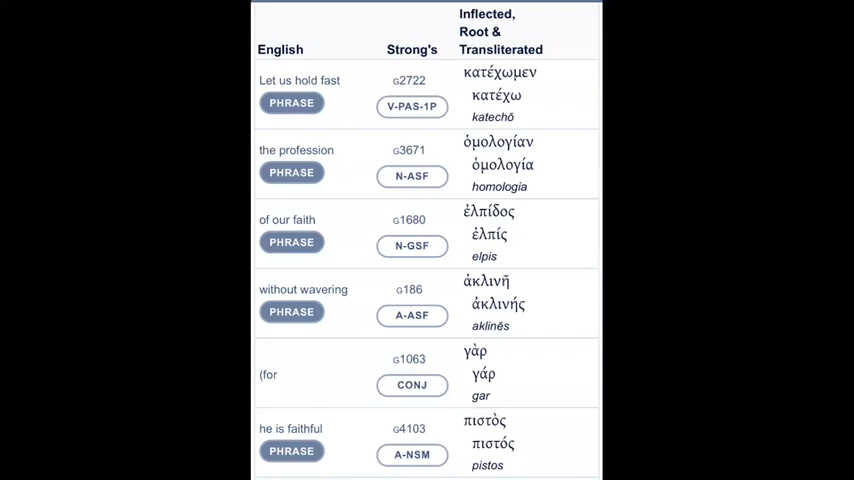 Inflected,
Root &
English Strong's Transliterated
Let us hold fast G2722 κατέχωμεν
PHRASE V-PAS-1P κατέχω
katechō
the profession G3671 ὁμολογίαν
PHRASE N-ASF ὁμολογία
homologia
of our faith G1680 ἐλπίδος
PHRASE N-GSF ἐλπίς
elpis
without wavering G186 ἀκλινῆ
PHRASE A-ASF ἀκλινής
aklinēs
(for G1063 γὰρ
CONJ γάρ
gar
he is faithful G4103 πιστὸς
PHRASE A-NSM πιστός
pistos